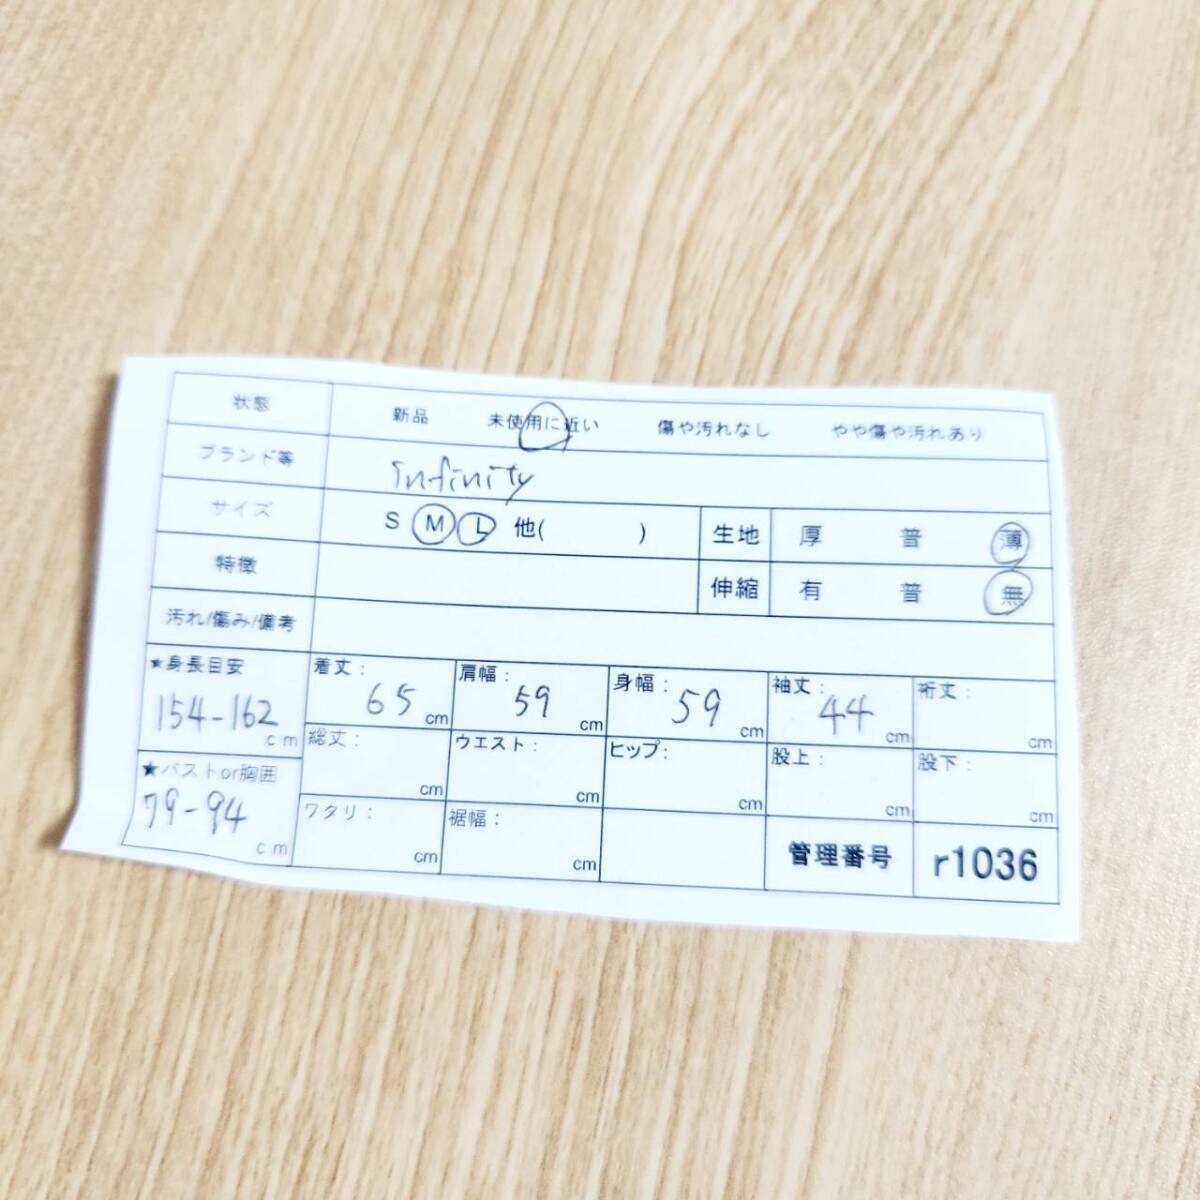 状態 新品 未使用に近い 傷や汚れなし やや傷や汚れあり
ブランド等 infinity
サイズ S M L 他( ) 生地 厚 普 薄
特徴 伸縮 有 普 無
汚れ/傷み/備考
★身長目安 着丈: 肩幅: 身幅: 袖丈: 裄丈:
154-162 cm 65 cm 59 cm 59 cm 44 cm cm
総丈: ウエスト: ヒップ: 股上: 股下:
cm cm cm cm cm
★バストor胸囲 ワタリ: 裾幅:
79-94 cm cm cm 管理番号 r1036